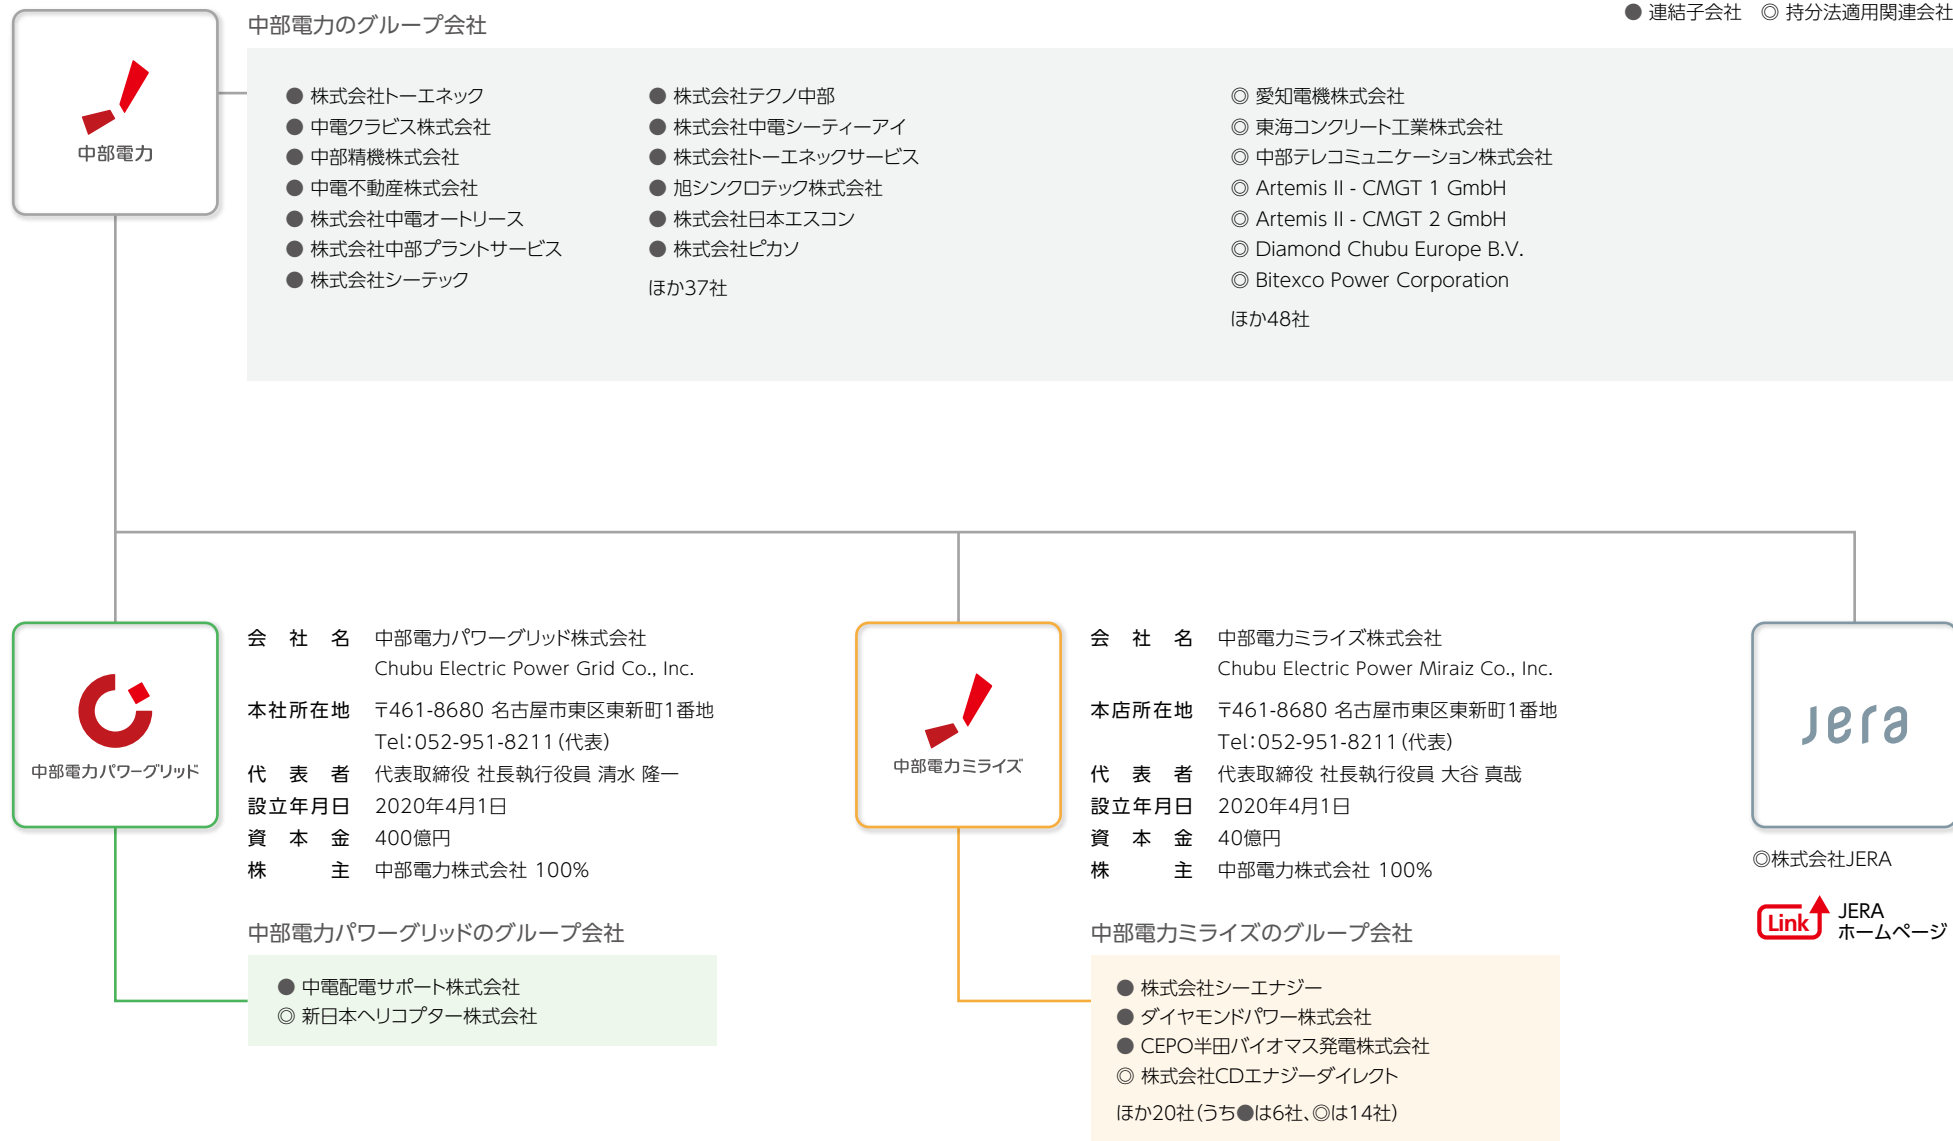 ● 連結子会社 ◎ 持分法適用関連会社
中部電力
中部電力のグループ会社
● 株式会社トーエネック
● 中電クラビス株式会社
● 中部精機株式会社
● 中電不動産株式会社
● 株式会社中電オートリース
● 株式会社中部プラントサービス
● 株式会社シーテック
● 株式会社テクノ中部
● 株式会社中電シーティーアイ
● 株式会社トーエネックサービス
● 旭シンクロテック株式会社
● 株式会社日本エスコン
● 株式会社ピカソ
ほか37社
◎ 愛知電機株式会社
◎ 東海コンクリート工業株式会社
◎ 中部テレコミュニケーション株式会社
◎ Artemis II - CMGT 1 GmbH
◎ Artemis II - CMGT 2 GmbH
◎ Diamond Chubu Europe B.V.
◎ Bitexco Power Corporation
ほか48社
中部電力パワーグリッド
会社名 中部電力パワーグリッド株式会社
Chubu Electric Power Grid Co., Inc.
本社所在地 〒461-8680 名古屋市東区東新町1番地
Tel：052-951-8211（代表）
代表者 代表取締役 社長執行役員 清水 隆一
設立年月日 2020年4月1日
資本金 400億円
株主 中部電力株式会社 100%
中部電力パワーグリッドのグループ会社
● 中電配電サポート株式会社
◎ 新日本ヘリコプター株式会社
中部電力ミライズ
会社名 中部電力ミライズ株式会社
Chubu Electric Power Miraiz Co., Inc.
本店所在地 〒461-8680 名古屋市東区東新町1番地
Tel：052-951-8211（代表）
代表者 代表取締役 社長執行役員 大谷 真哉
設立年月日 2020年4月1日
資本金 40億円
株主 中部電力株式会社 100%
中部電力ミライズのグループ会社
● 株式会社シーエナジー
● ダイヤモンドパワー株式会社
● CEPO半田バイオマス発電株式会社
◎ 株式会社CDエナジーダイレクト
ほか20社（うち●は6社、◎は14社）
Jera
◎株式会社JERA
Link
JERA
ホームページ